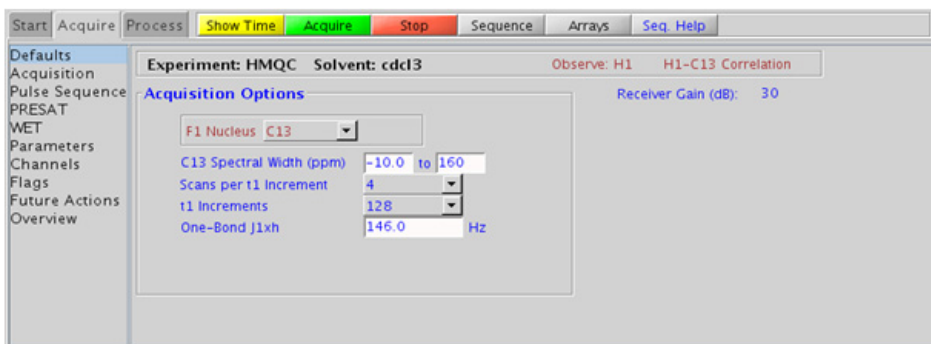 Start Acquire Process Show Time Acquire Stop Sequence Arrays Seq. Help
Defaults
Acquisition
Pulse Sequence
PRESAT
WET
Parameters
Channels
Flags
Future Actions
Overview
Experiment: HMQC Solvent: cdcl3 Observe: H1 H1-C13 Correlation
Acquisition Options Receiver Gain (dB): 30
F1 Nucleus C13
C13 Spectral Width (ppm) -10.0 to 160
Scans per t1 Increment 4
t1 Increments 128
One-Bond J1xh 146.0 Hz